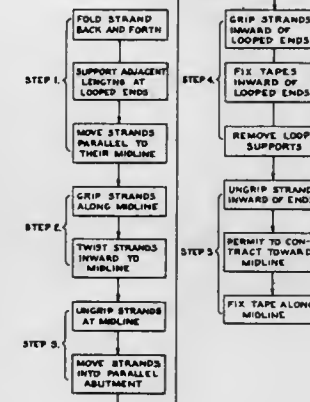 STEP 1.
FOLD STRAND
BACK AND FORTH
SUPPORT ADJACENT
LENGTHS AT
LOOPED ENDS
MOVE STRANDS
PARALLEL TO
THEIR MIDLINE
STEP 2.
GRIP STRANDS
ALONG MIDLINE
TWIST STRANDS
INWARD TO
MIDLINE
STEP 3.
UNGRIP STRANDS
AT MIDLINE
MOVE STRANDS
INTO PARALLEL
ABUTMENT
STEP 4.
GRIP STRANDS
INWARD OF
LOOPED ENDS
FIX TAPES
INWARD OF
LOOPED ENDS
REMOVE LOOP
SUPPORTS
STEP 5
UNGRIP STRAND
INWARD OF ENDS
PERMIT TO CON-
TRACT TOWARD
MIDLINE
FIX TAPE ALONG
MIDLINE